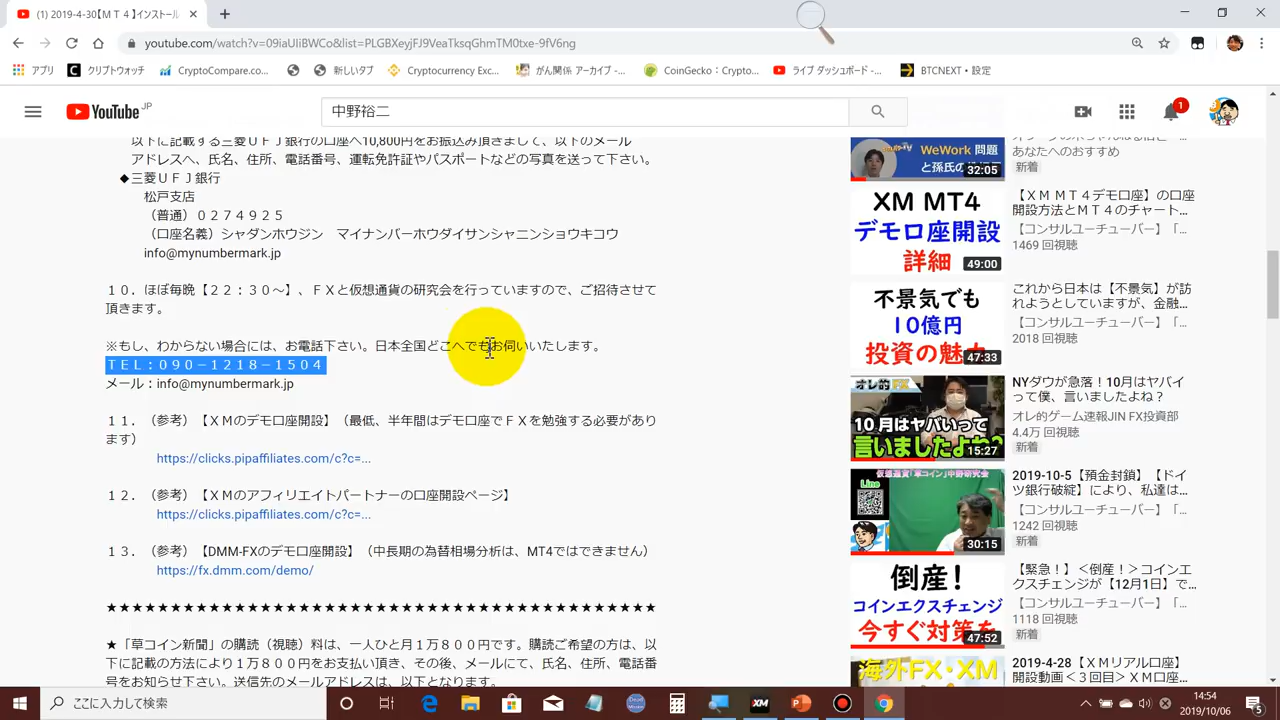 (1) 2019-4-30【ＭＴ４】インストール
youtube.com/watch?v=09iaUIiBWCo&list=PLGBXeyjFJ9VeaTksqGhmTM0txe-9fV6ng
アプリ
クリプトウォッチ
CryptoCompare.co...
新しいタブ
Cryptocurrency Exc...
がん関係 アーカイブ -...
CoinGecko：Crypto...
ライブ ダッシュボード -...
BTCNEXT・設定
YouTube JP
中野裕二
1
以下に記載する三菱ＵＦＪ銀行の口座へ10,800円をお振込み頂きまして、以下のメール
アドレスへ、氏名、住所、電話番号、運転免許証やパスポートなどの写真を送って下さい。
◆三菱ＵＦＪ銀行
松戸支店
（普通）０２７４９２５
（口座名義）シャダンホウジン　マイナンバーホウダイサンシャニンショウキコウ
info@mynumbermark.jp
１０．ほぼ毎晩【２２：３０～】、ＦＸと仮想通貨の研究会を行っていますので、ご招待させて
頂きます。
※もし、わからない場合には、お電話下さい。日本全国どこへでもお伺いいたします。
ＴＥＬ：０９０－１２１８－１５０４
メール：info@mynumbermark.jp
１１．（参考）【XMのデモ口座開設】（最低、半年間はデモ口座でＦＸを勉強する必要があり
ます）
https://clicks.pipaffiliates.com/c?c=...
１２．（参考）【XMのアフィリエイトパートナーの口座開設ページ】
https://clicks.pipaffiliates.com/c?c=...
１３．（参考）【DMM-FXのデモ口座開設】（中長期の為替相場分析は、MT4ではできません）
https://fx.dmm.com/demo/
★★★★★★★★★★★★★★★★★★★★★★★★★★★★★★★★★★★★★★★★★★★
★「草コイン新聞」の購読（視聴）料は、一人ひと月１万８００円です。購読ご希望の方は、以
下に記載の方法により１万８００円をお支払い頂き、その後、メールにて、氏名、住所、電話番
号をお知らせ下さい。送信先のメールアドレスは、以下となります。
WeWork 問題
と孫氏の
32:05
あなたへのおすすめ
新着
XM MT4
デモ口座開設
詳細
49:00
【ＸＭ ＭＴ４デモ口座】の口座
開設方法とＭＴ４のチャート...
【コンサルユーチューバー】「...
1469 回視聴
不景気でも
１０億円
投資の魅力
47:33
これから日本は【不景気】が訪
れようとしていますが、金融...
【コンサルユーチューバー】「...
2018 回視聴
10月はヤバいって
言いましたよね？
15:27
NYダウが急落！10月はヤバイ
って僕、言いましたよね？
オレ的ゲーム速報JIN FX投資部
4.4万 回視聴
新着
仮想通貨「草コイン」中野研究会
Line
30:15
2019-10-5【預金封鎖】【ドイ
ツ銀行破綻】により、私達は...
【コンサルユーチューバー】「...
1242 回視聴
新着
倒産！
コインエクスチェンジ
今すぐ対策を
47:52
【緊急！】＜倒産！＞コインエ
クスチェンジが【12月1日】で...
【コンサルユーチューバー】「...
1118 回視聴
新着
海外FX・XM
2019-4-28【ＸＭリアル口座】
開設動画＜３回目＞ＸＭ口座...
ここに入力して検索
XM
14:54
2019/10/06
5